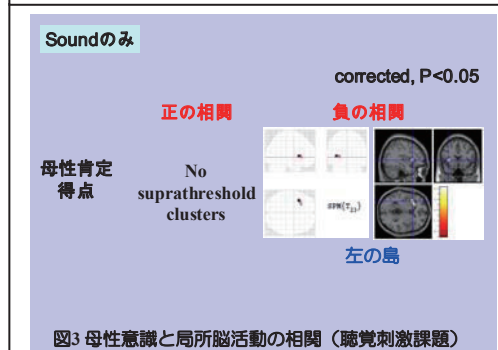 Soundのみ
corrected, P<0.05
正の相関
負の相関
母性肯定
得点
No
suprathreshold
clusters
SPM{T₂₃}
左の島
図3 母性意識と局所脳活動の相関（聴覚刺激課題）